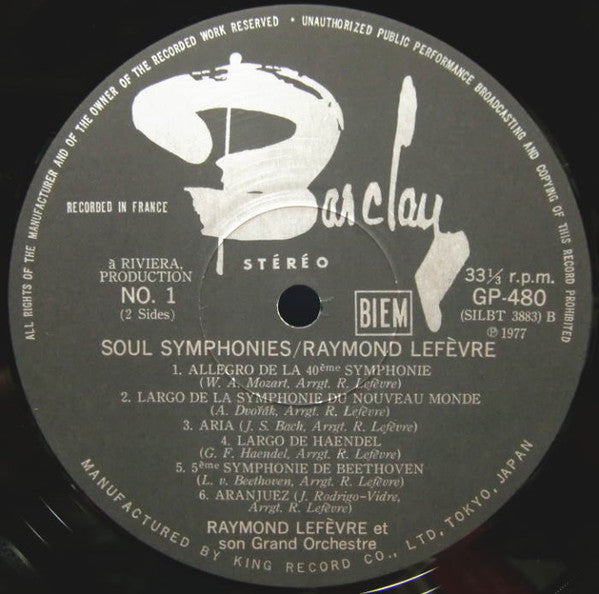 ALL RIGHTS OF THE MANUFACTURER AND OF THE OWNER OF THE RECORDED WORK RESERVED • UNAUTHORIZED PUBLIC PERFORMANCE BROADCASTING AND COPYING OF THIS RECORD PROHIBITED
Barclay
RECORDED IN FRANCE
STÉRÉO
à RIVIERA,
PRODUCTION
NO. 1
(2 Sides)
BIEM
33⅓ r.p.m.
GP-480
(SILBT 3883) B
℗ 1977
SOUL SYMPHONIES/RAYMOND LEFÈVRE
1. ALLEGRO DE LA 40ème SYMPHONIE
(W. A. Mozart, Arrgt. R. Lefèvre)
2. LARGO DE LA SYMPHONIE DU NOUVEAU MONDE
(A. Dvořák, Arrgt. R. Lefèvre)
3. ARIA (J. S. Bach, Arrgt. R. Lefèvre)
4. LARGO DE HAENDEL
(G. F. Haendel, Arrgt. R. Lefèvre)
5. 5ème SYMPHONIE DE BEETHOVEN
(L. v. Beethoven, Arrgt. R. Lefèvre)
6. ARANJUEZ (J. Rodrigo-Vidre,
Arrgt. R. Lefèvre)
RAYMOND LEFÈVRE et
son Grand Orchestre
MANUFACTURED BY KING RECORD CO., LTD, TOKYO, JAPAN